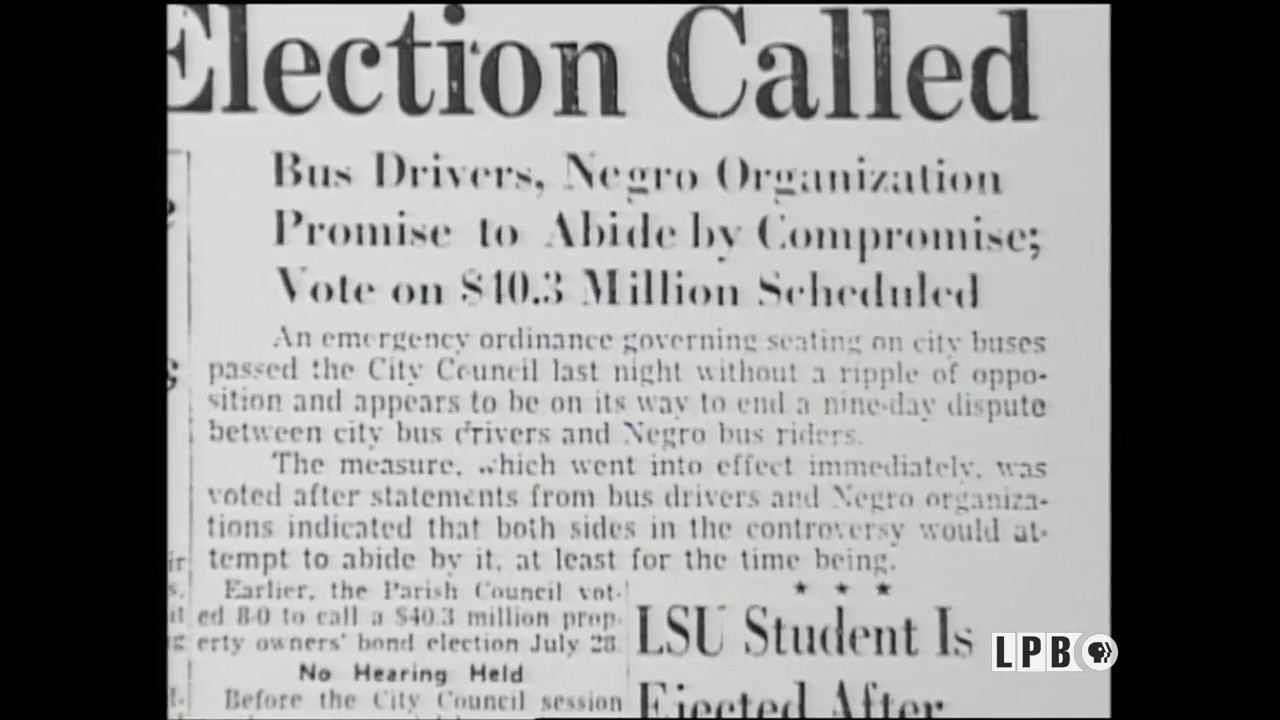 Election Called
Bus Drivers, Negro Organization
Promise to Abide by Compromise;
Vote on $40.3 Million Scheduled
An emergency ordinance governing seating on city buses
passed the City Council last night without a ripple of oppo-
sition and appears to be on its way to end a nine-day dispute
between city bus drivers and Negro bus riders.
The measure, which went into effect immediately, was
voted after statements from bus drivers and Negro organiza-
tions indicated that both sides in the controversy would at-
tempt to abide by it, at least for the time being.
Earlier, the Parish Council vot-
ed 8-0 to call a $40.3 million prop-
erty owners' bond election July 28.
No Hearing Held
Before the City Council session
★ ★ ★
LSU Student Is
Ejected After
LPB